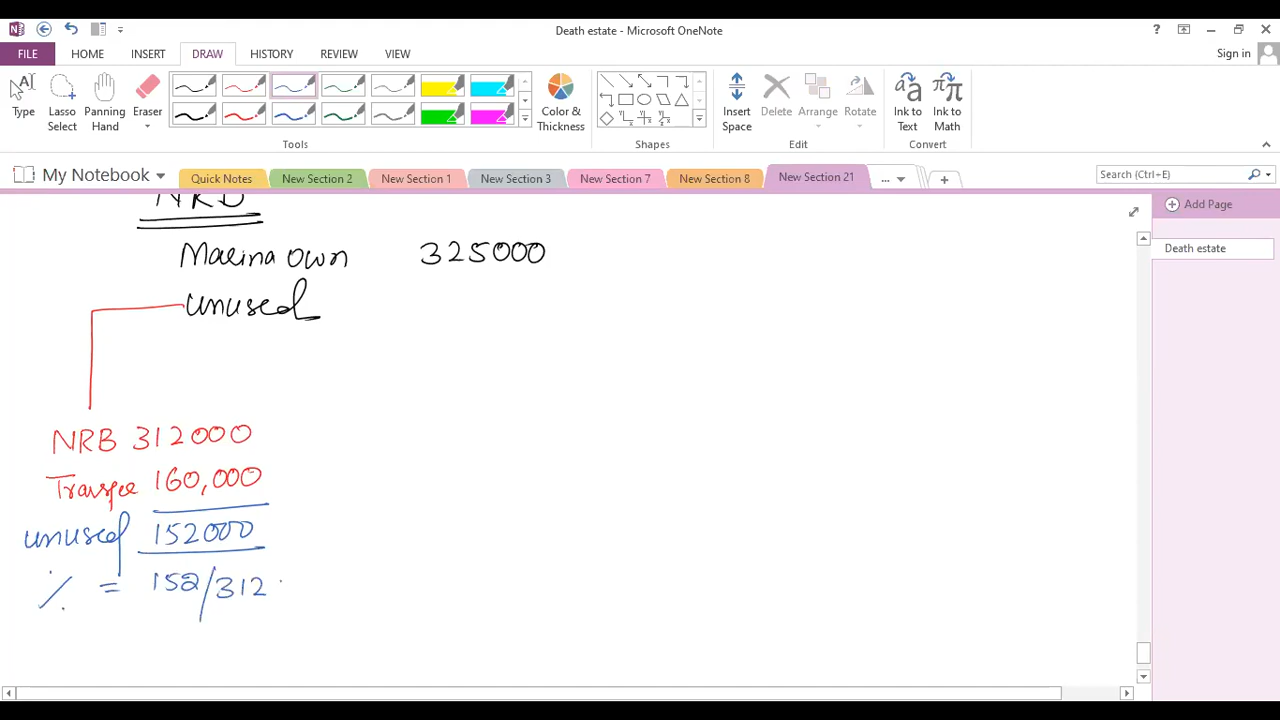 Death estate - Microsoft OneNote
Sign in
FILE HOME INSERT DRAW HISTORY REVIEW VIEW
Type
Lasso Select
Panning Hand
Eraser
Color & Thickness
Insert Space
Delete
Arrange
Rotate
Ink to Text
Ink to Math
Tools
Shapes
Edit
Convert
My Notebook
Quick Notes
New Section 2
New Section 1
New Section 3
New Section 7
New Section 8
New Section 21
...
Search (Ctrl+E)
Add Page
Death estate
NRB
Marina own 325000
unused
NRB 312000
Transfee 160,000
unused 152000
% = 152/312